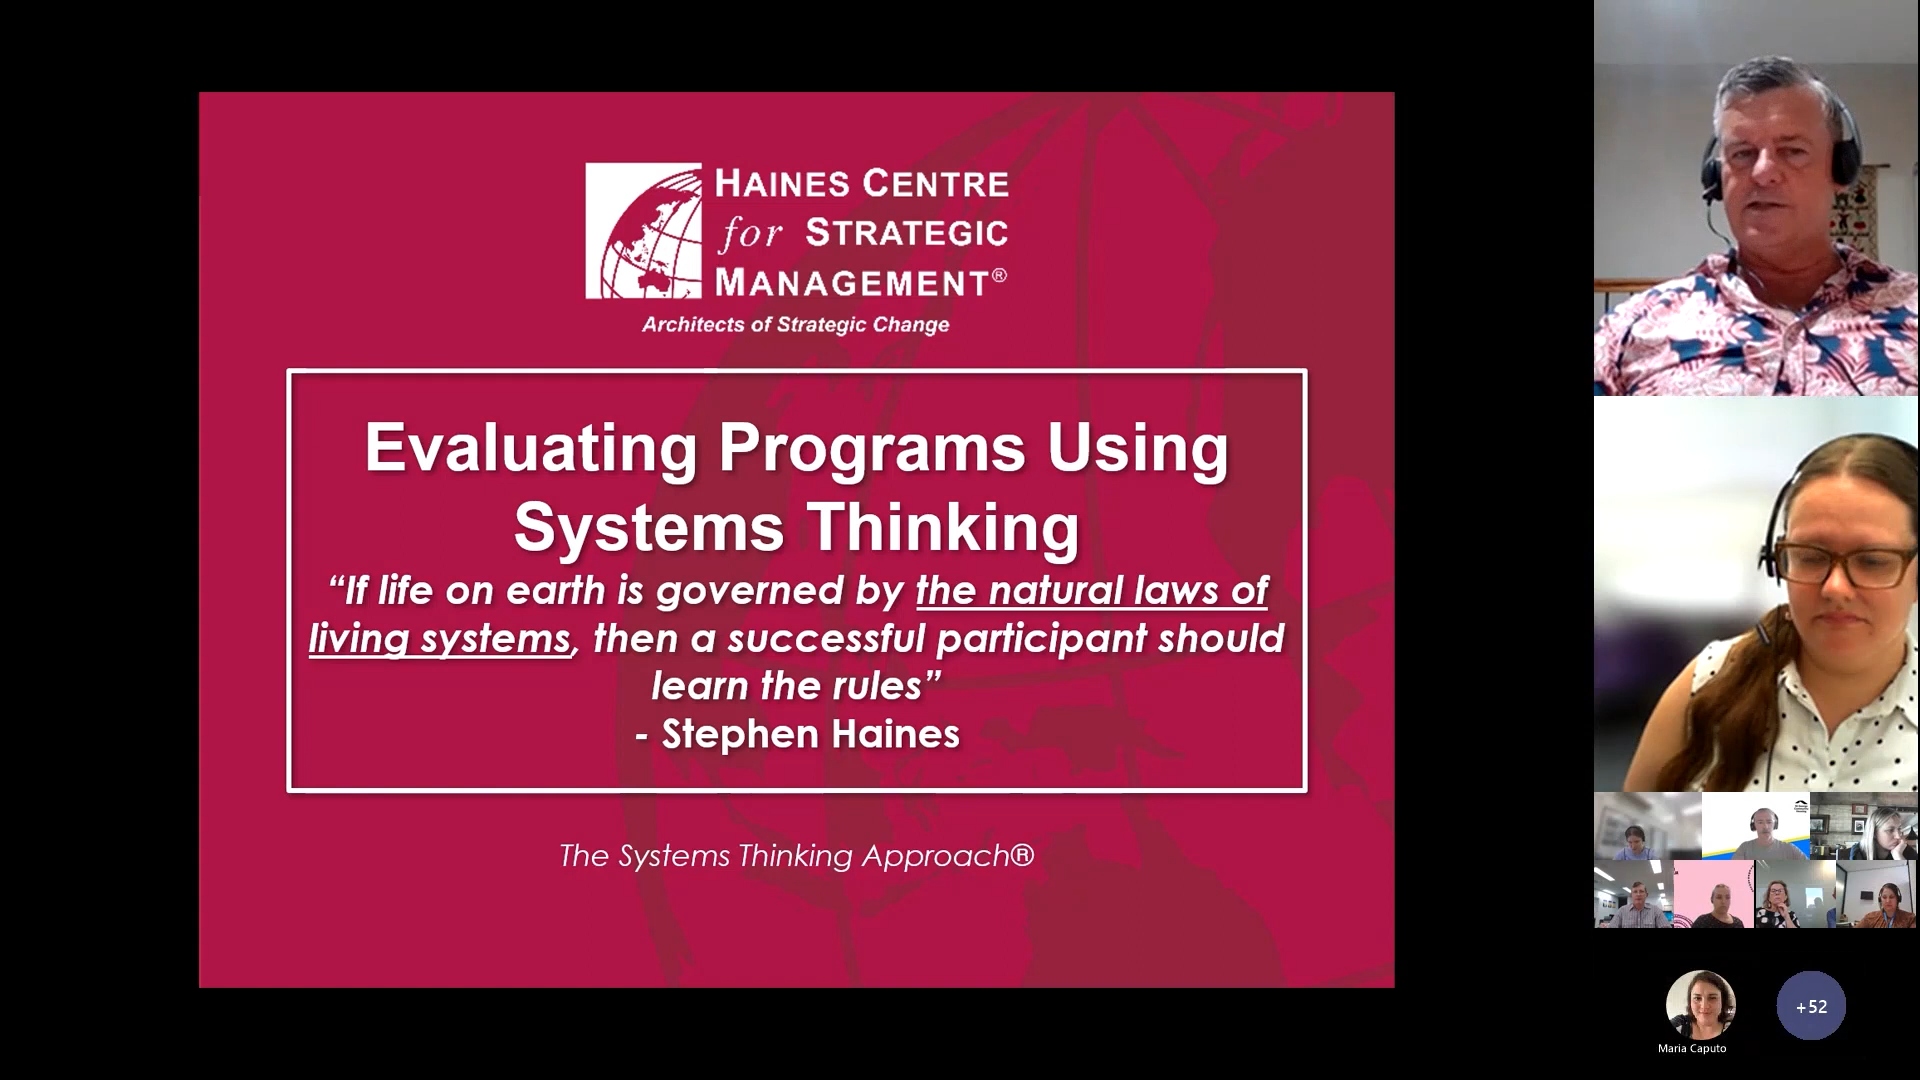 HAINES CENTRE
for STRATEGIC
MANAGEMENT®
Architects of Strategic Change
Evaluating Programs Using
Systems Thinking
“If life on earth is governed by the natural laws of
living systems, then a successful participant should
learn the rules”
- Stephen Haines
The Systems Thinking Approach®
+52
Maria Caputo